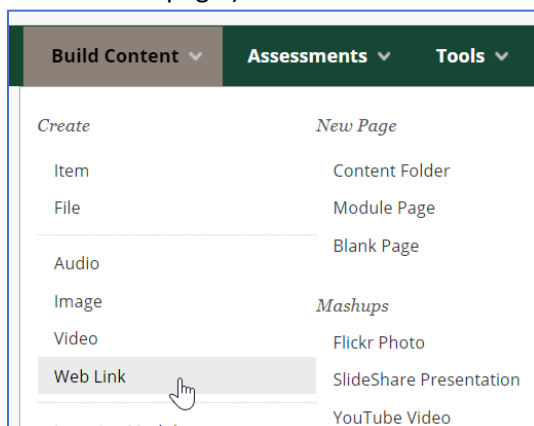 Build Content Assessments Tools
Create
Item
File
Audio
Image
Video
Web Link
New Page
Content Folder
Module Page
Blank Page
Mashups
Flickr Photo
SlideShare Presentation
YouTube Video